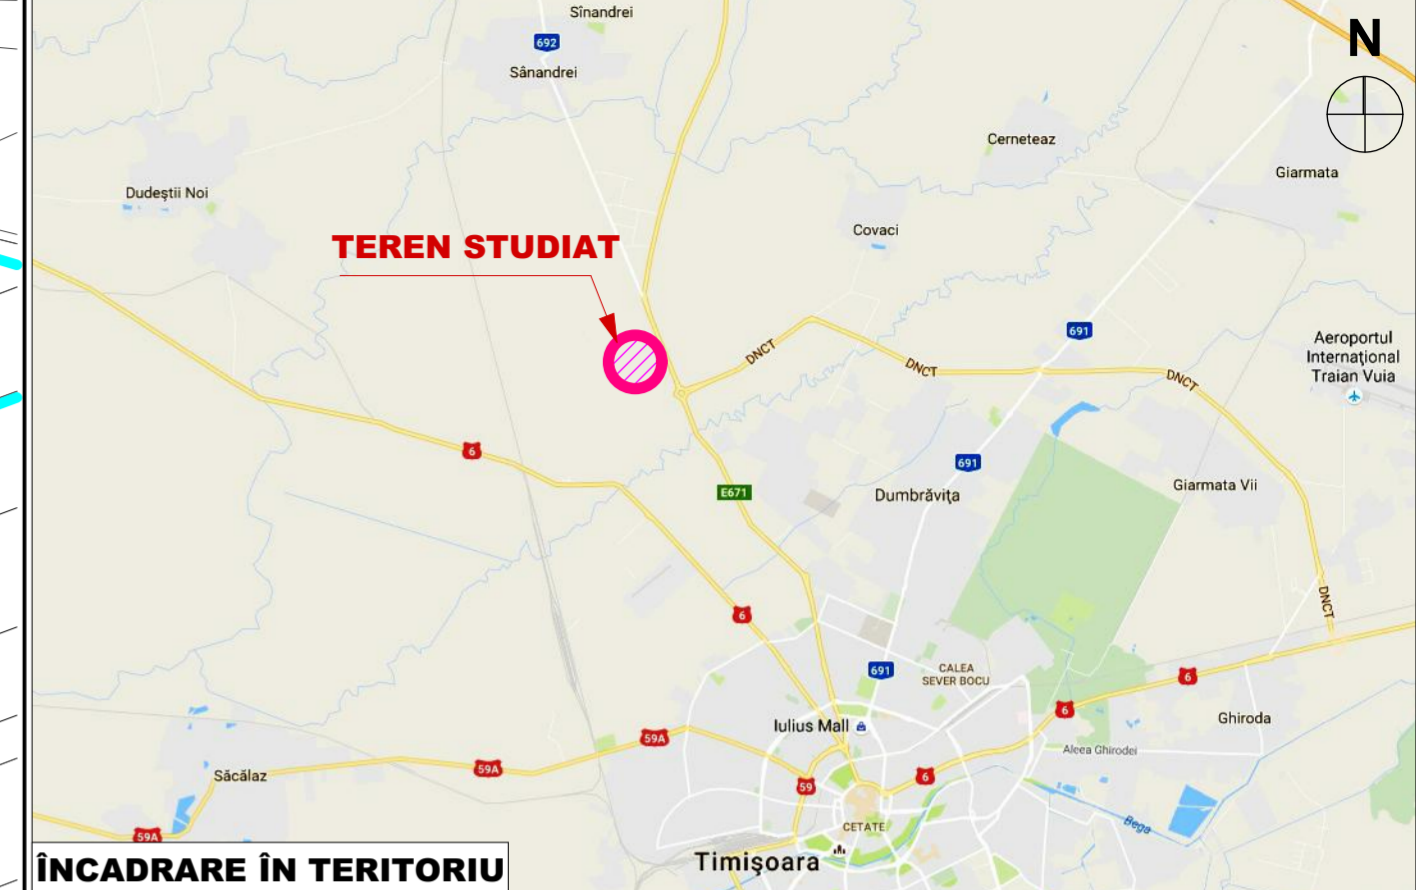 Sînandrei
N
692
Sânandrei
Cerneteaz
Giarmata
Dudeștii Noi
Covaci
TEREN STUDIAT
691
Aeroportul
Internațional
Traian Vuia
DNCT
DNCT
DNCT
6
691
E671
Dumbrăvița
Giarmata Vii
DNCT
6
691
CALEA
SEVER BOCU
6
6
Ghiroda
Iulius Mall
59A
Aleea Ghirodei
59A
Săcălaz
59
6
Bega
CETATE
59A
Timișoara
ÎNCADRARE ÎN TERITORIU